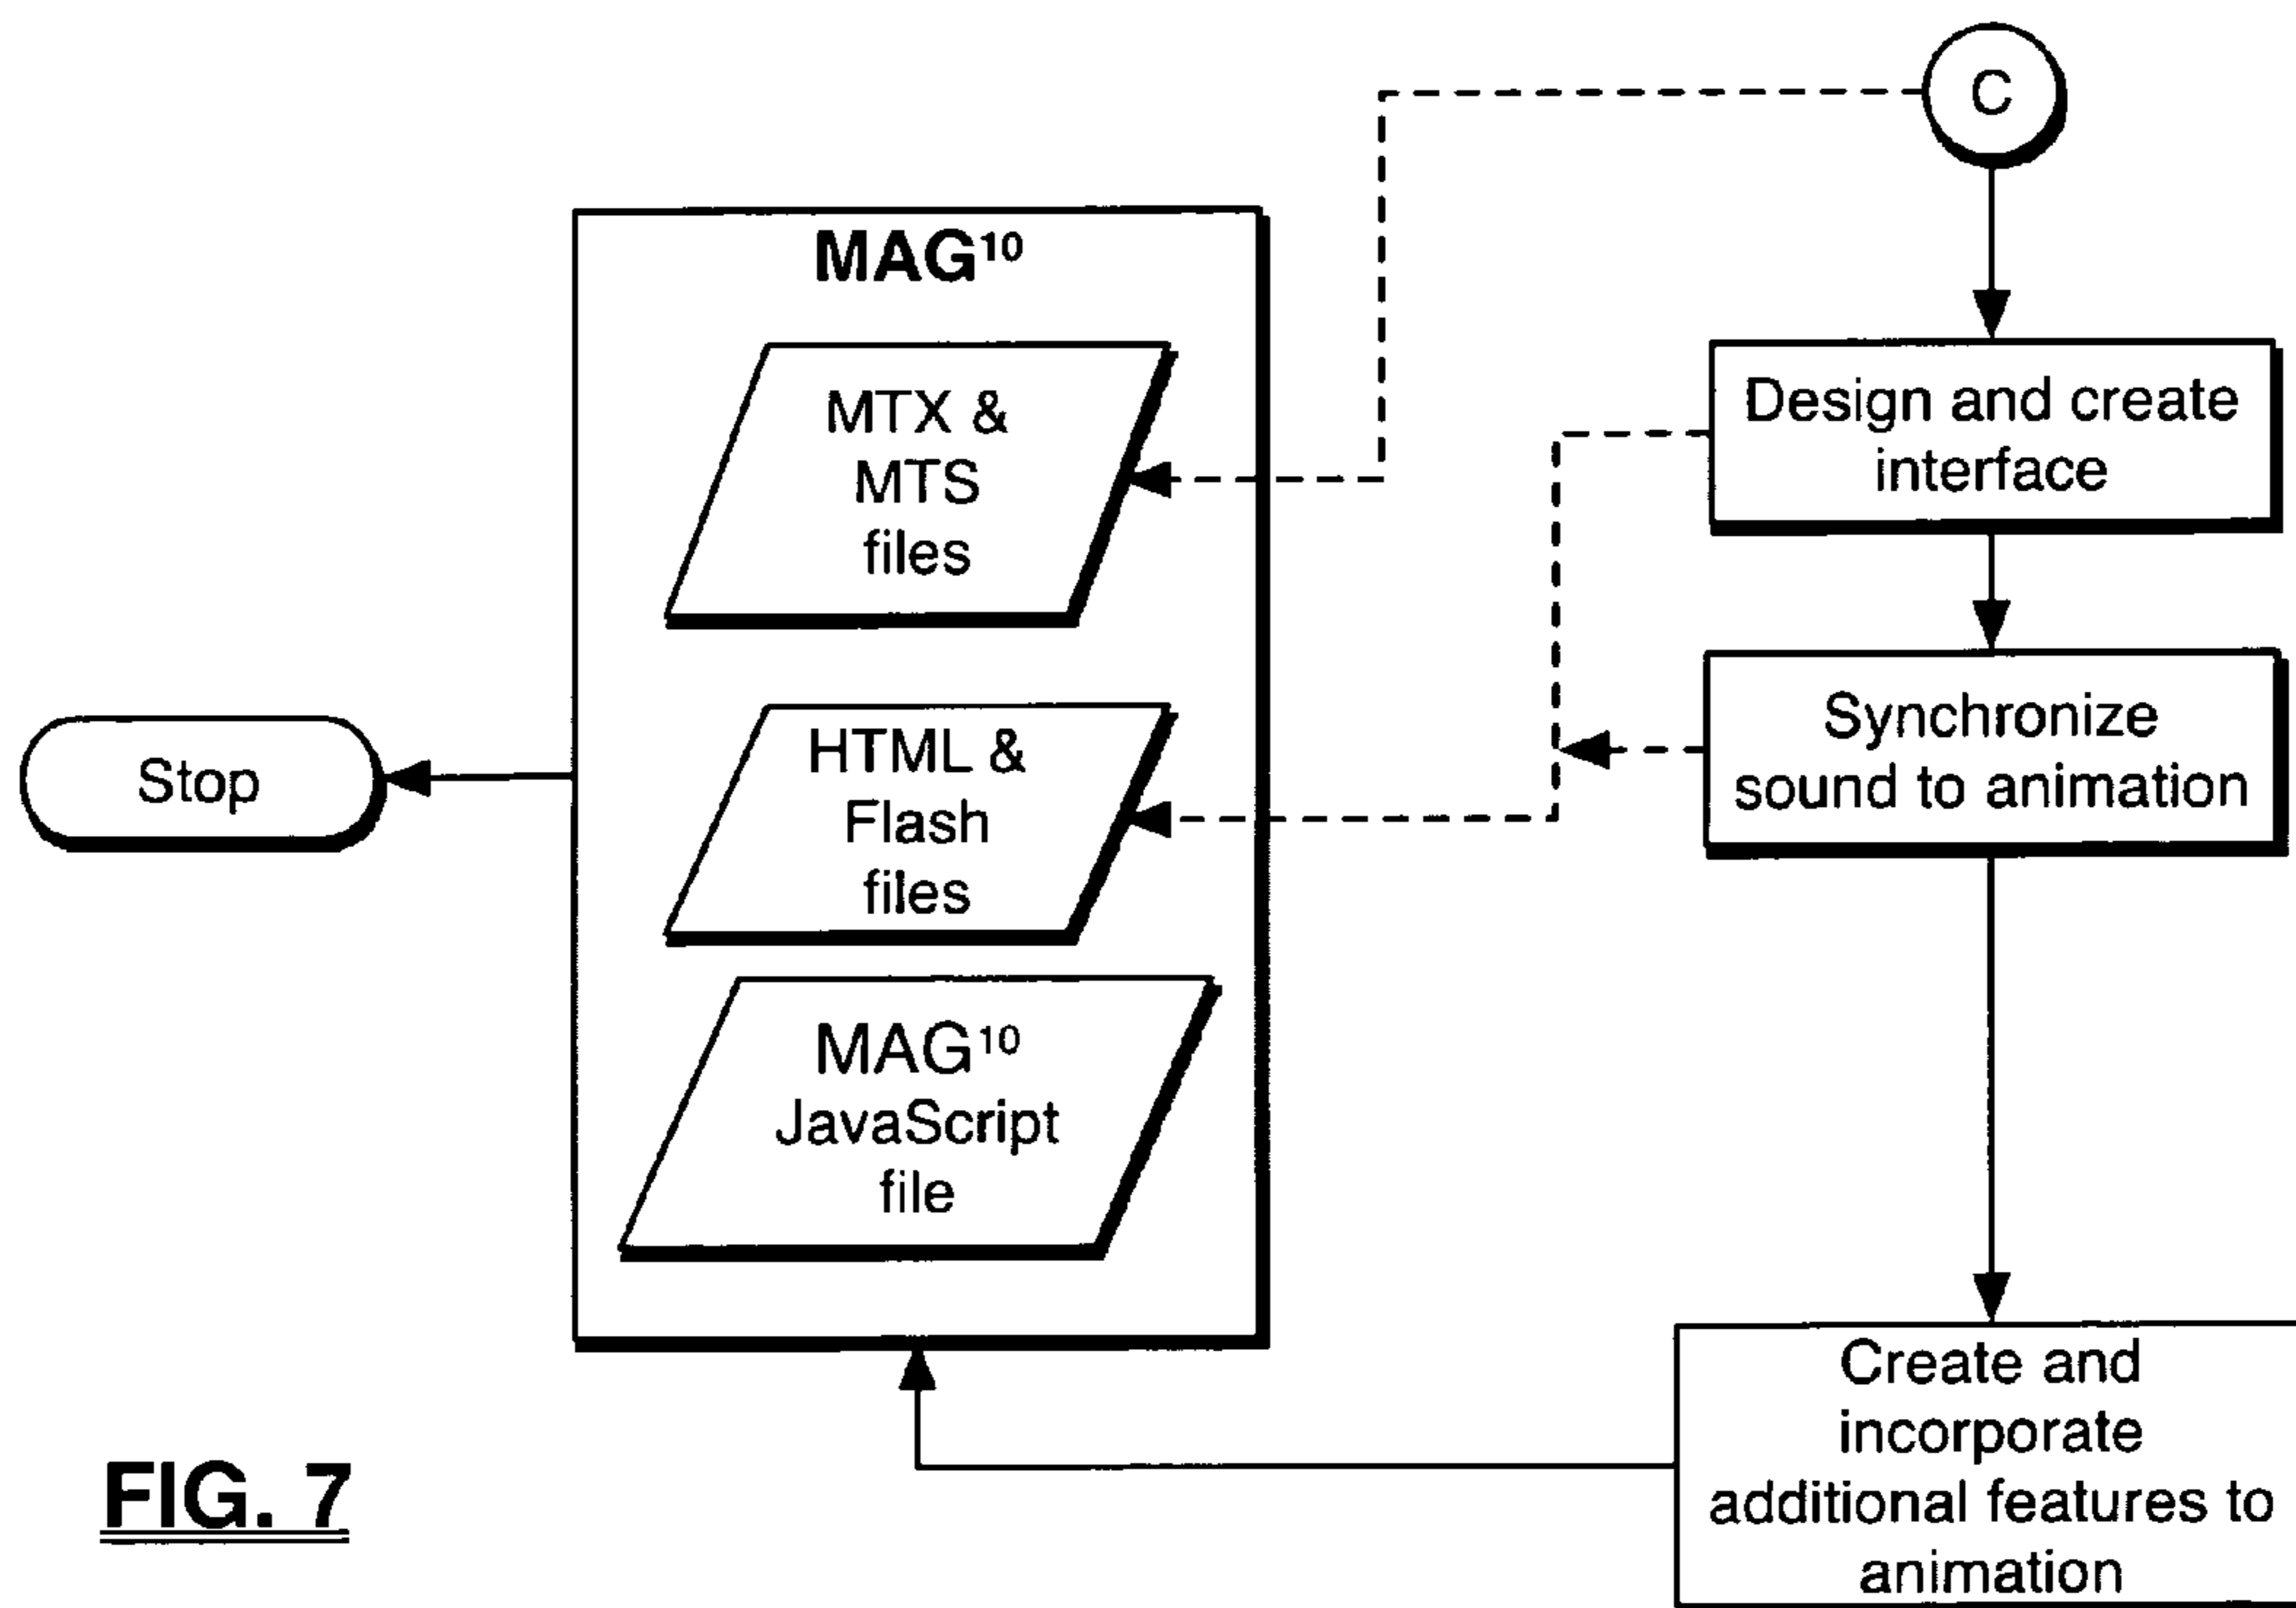 C
MAG¹⁰
MTX &
MTS
files
Design and create
interface
Synchronize
sound to animation
HTML &
Flash
files
Stop
MAG¹⁰
JavaScript
file
Create and
incorporate
additional features to
animation
FIG. 7